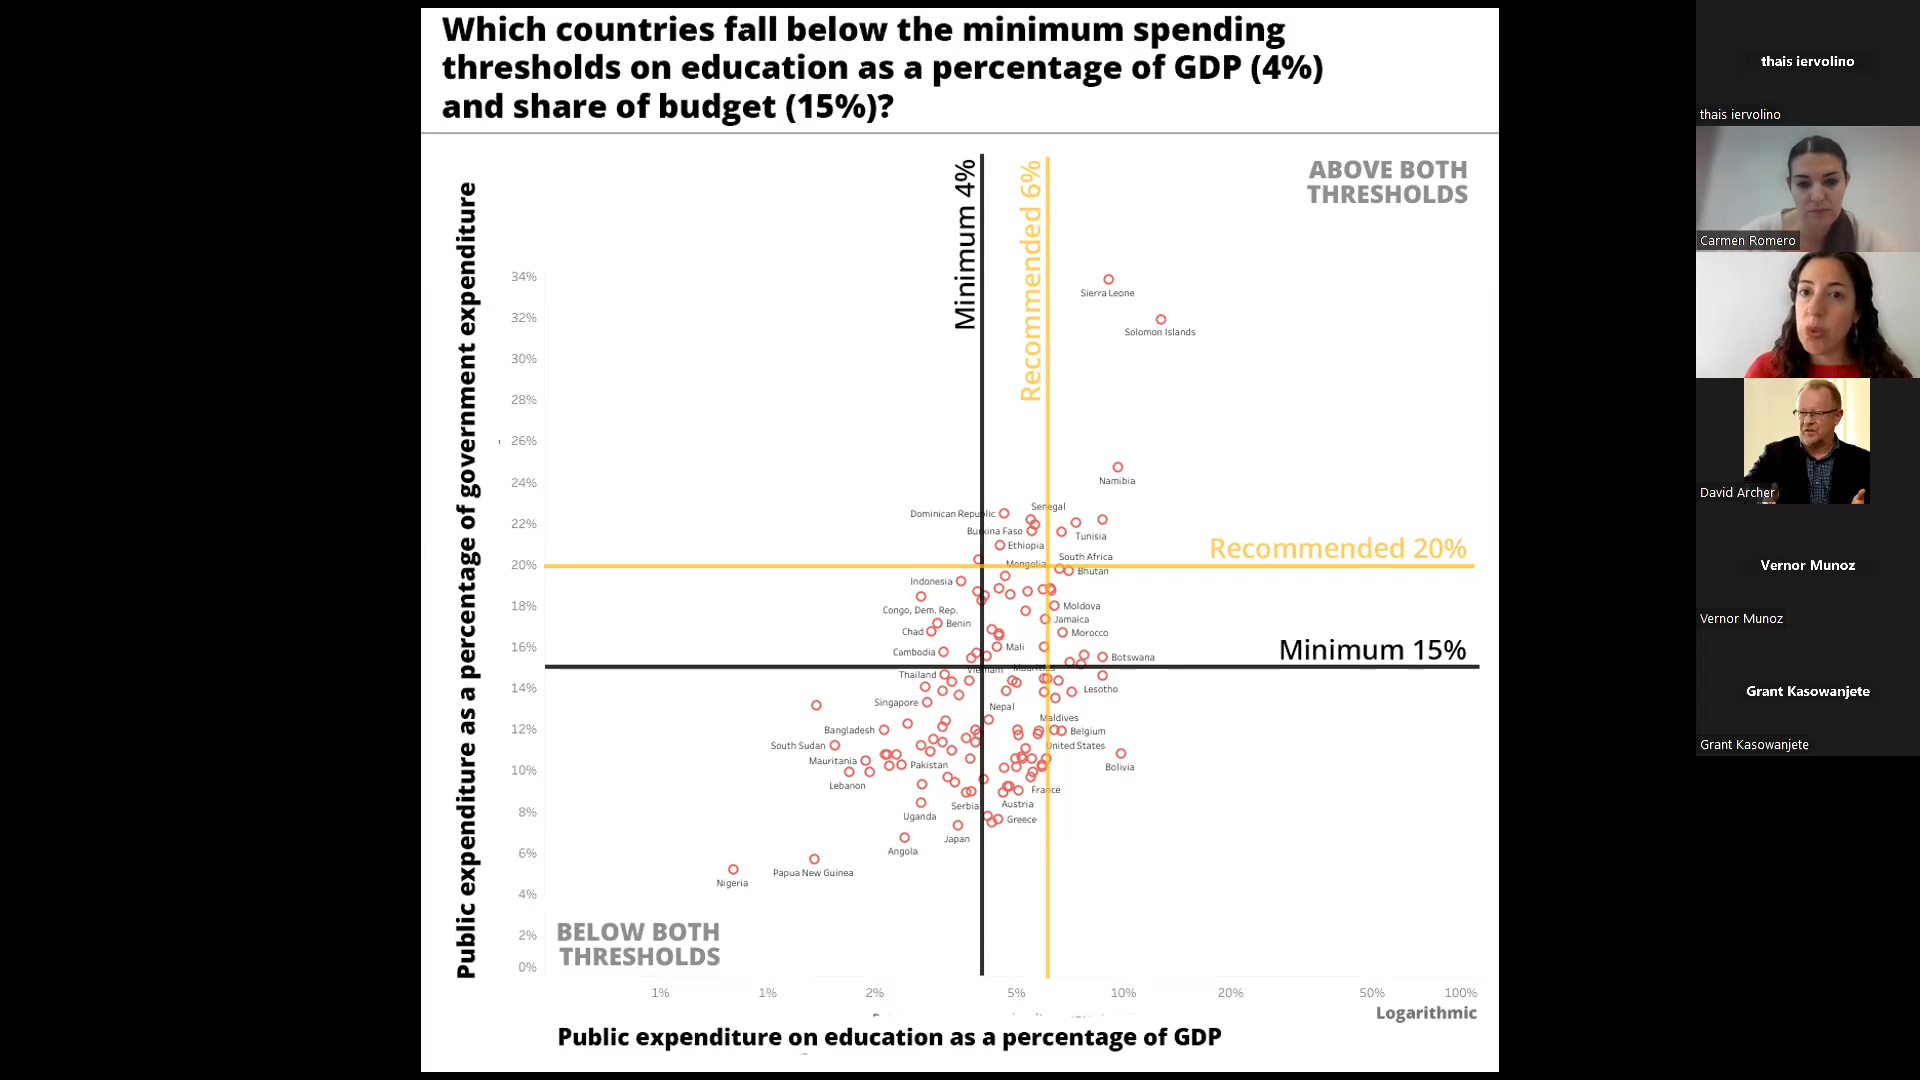 Which countries fall below the minimum spending
thresholds on education as a percentage of GDP (4%)
and share of budget (15%)?
Public expenditure as a percentage of government expenditure
Minimum 4%
Recommended 6%
ABOVE BOTH
THRESHOLDS
34%
32%
30%
28%
26%
24%
22%
20%
18%
16%
14%
12%
10%
8%
6%
4%
2%
0%
Sierra Leone
Solomon Islands
Namibia
Senegal
Dominican Republic
Burkina Faso
Tunisia
Ethiopia
Recommended 20%
South Africa
Mongolia
Bhutan
Indonesia
Congo, Dem. Rep.
Moldova
Benin
Jamaica
Chad
Morocco
Mali
Minimum 15%
Cambodia
Botswana
Vietnam
Mauritius
Thailand
Lesotho
Singapore
Nepal
Maldives
Bangladesh
Belgium
South Sudan
United States
Mauritania
Pakistan
Bolivia
Lebanon
France
Serbia
Austria
Uganda
Greece
Japan
Angola
Papua New Guinea
Nigeria
BELOW BOTH
THRESHOLDS
1%
1%
2%
5%
10%
20%
50%
100%
Logarithmic
Public expenditure on education as a percentage of GDP
thais iervolino
thais iervolino
Carmen Romero
David Archer
Vernor Munoz
Vernor Munoz
Grant Kasowanjete
Grant Kasowanjete